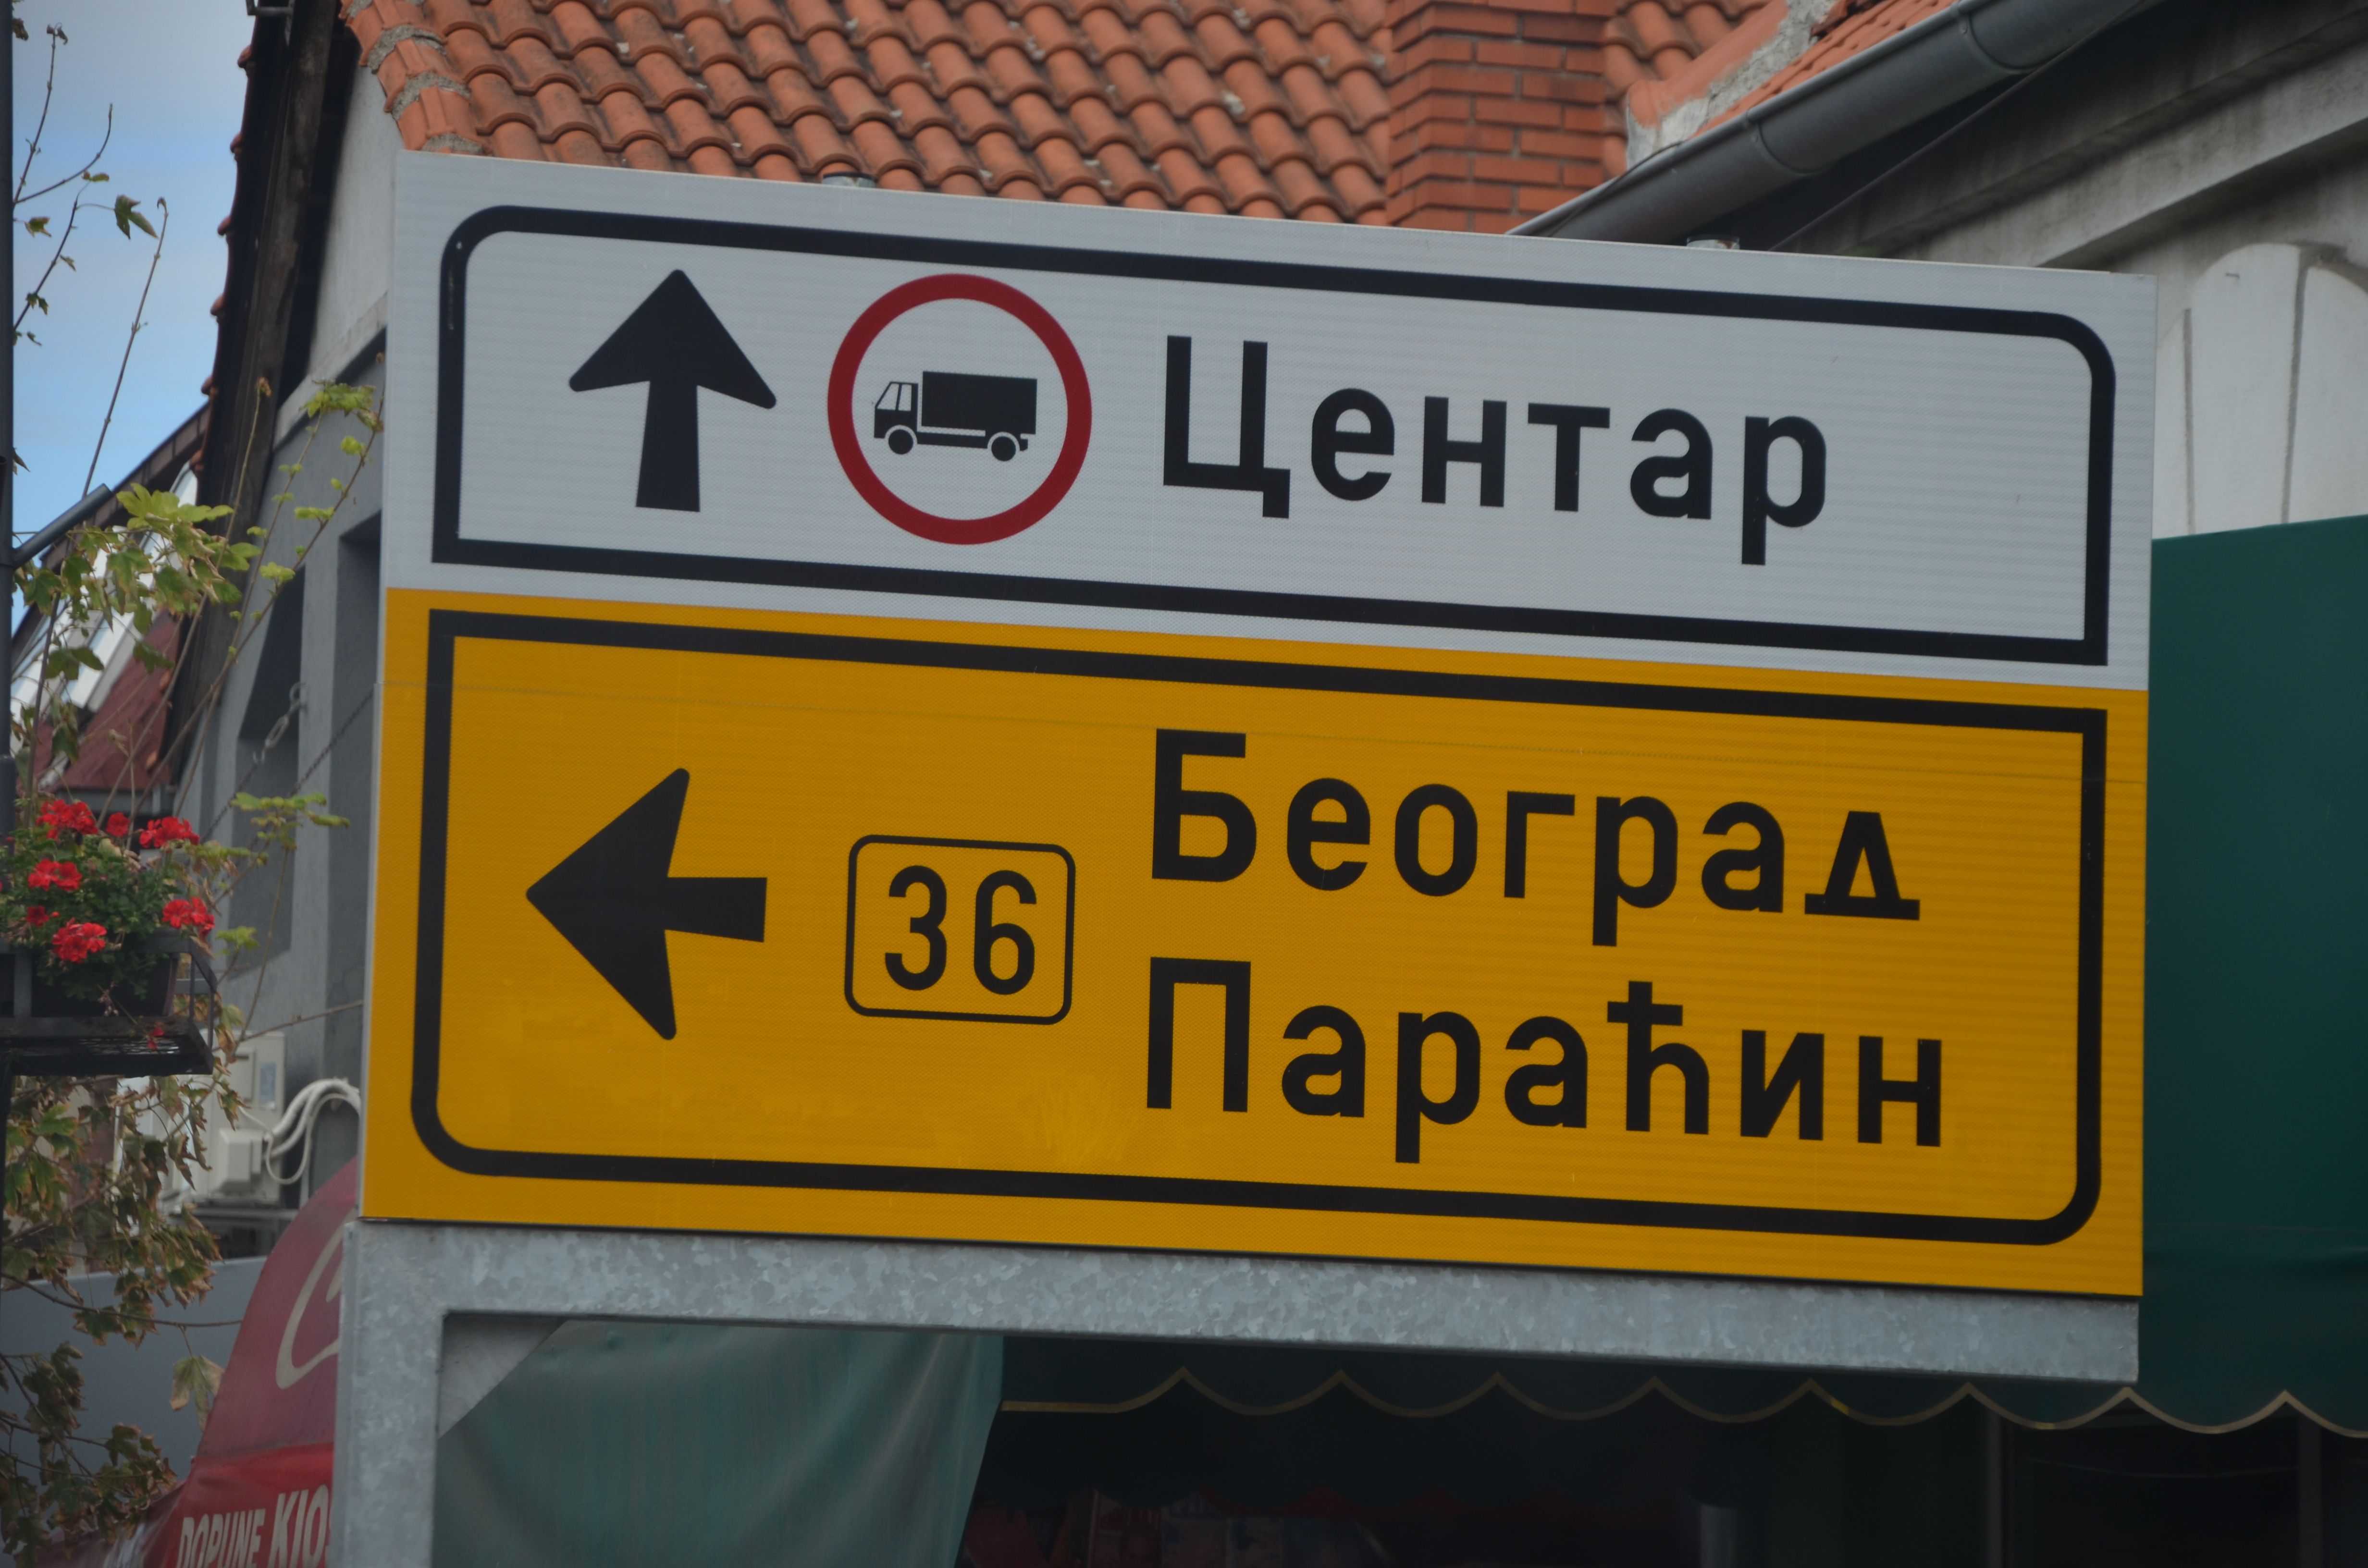 Центар
36
Београд
Параћин
DOPUNE KIOS